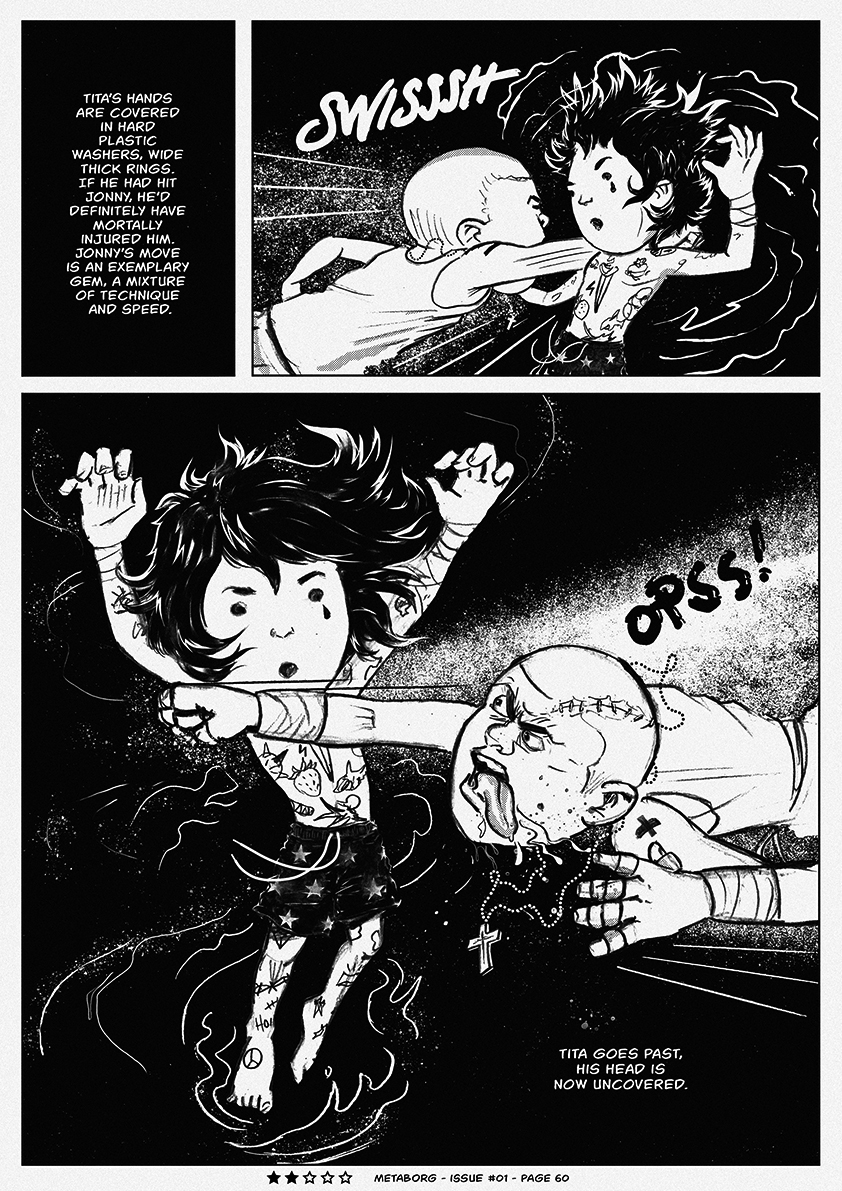 TITA'S HANDS
ARE COVERED
IN HARD
PLASTIC
WASHERS, WIDE
THICK RINGS.
IF HE HAD HIT
JONNY, HE'D
DEFINITELY HAVE
MORTALLY
INJURED HIM.
JONNY'S MOVE
IS AN EXEMPLARY
GEM, A MIXTURE
OF TECHNIQUE
AND SPEED.
SWISSSH
OPSS!
TITA GOES PAST,
HIS HEAD IS
NOW UNCOVERED.
METABORG - ISSUE #01 - PAGE 60